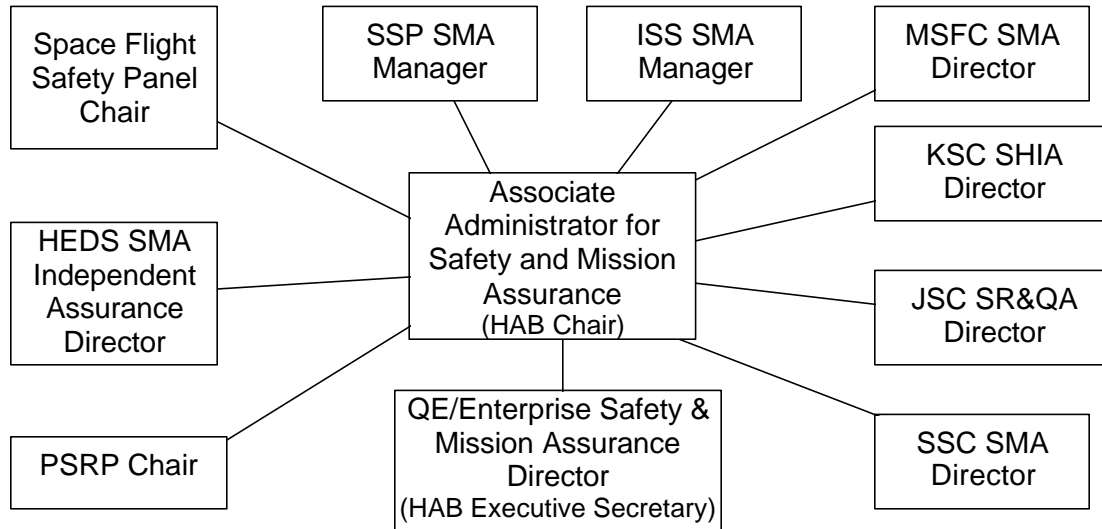 Space Flight
Safety Panel
Chair
SSP SMA
Manager
ISS SMA
Manager
MSFC SMA
Director
KSC SHIA
Director
Associate
Administrator for
Safety and Mission
Assurance
(HAB Chair)
HEDS SMA
Independent
Assurance
Director
JSC SR&QA
Director
PSRP Chair
QE/Enterprise Safety &
Mission Assurance
Director
(HAB Executive Secretary)
SSC SMA
Director